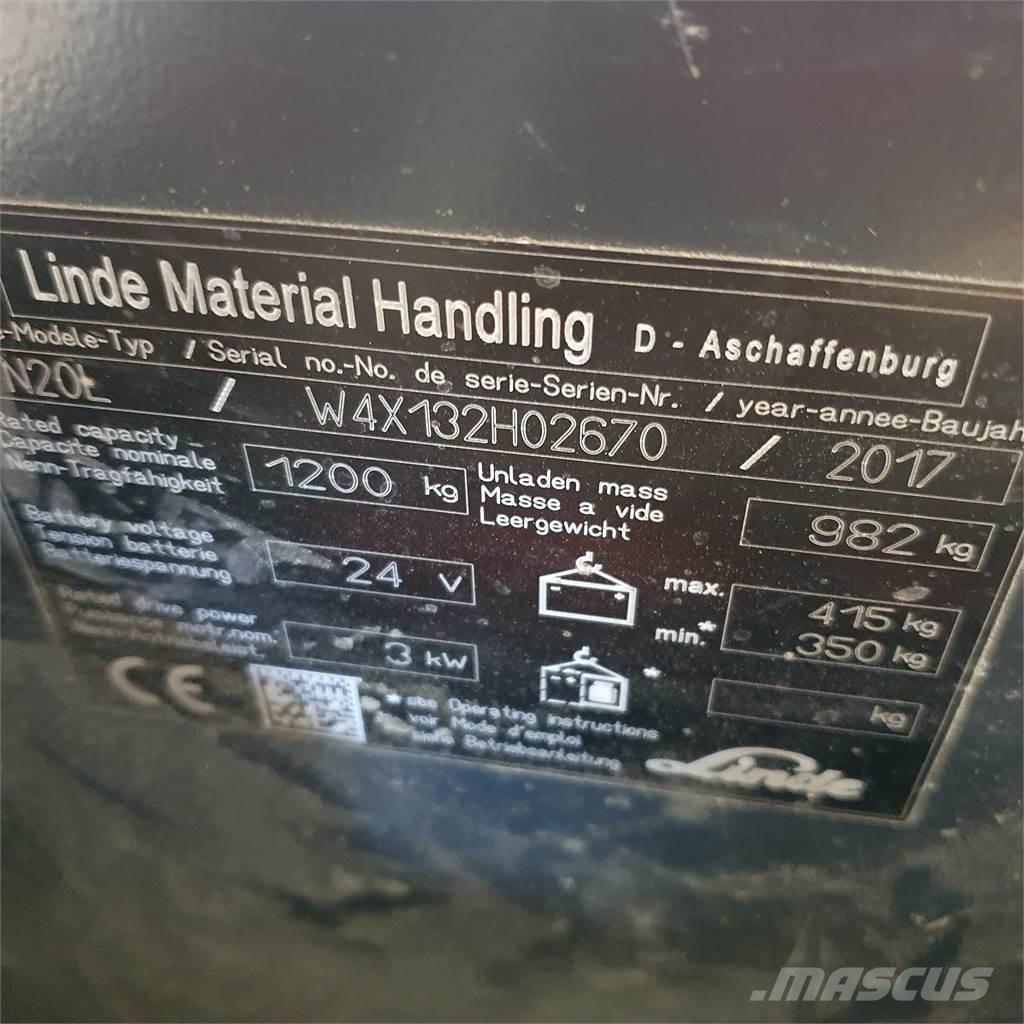 Linde Material Handling D - Aschaffenburg
-Modele-Typ / Serial no.-No. de serie-Serien-Nr. / year-annee-Baujah
N20L / W4X132H02670 / 2017
Rated capacity
Capacite nominale
Nenn-Tragfähigkeit
1200 kg
Unladen mass
Masse a vide
Leergewicht
982 kg
Battery voltage
Tension batterie
Batteriespannung
24 V
max. 415 kg
min.* 350 kg
Rated drive power
nom.
3 kW
CE
*
kg
*see Operating instructions
voir Mode d'emploi
siehe Betriebsanleitung
Linde
.MASCUS